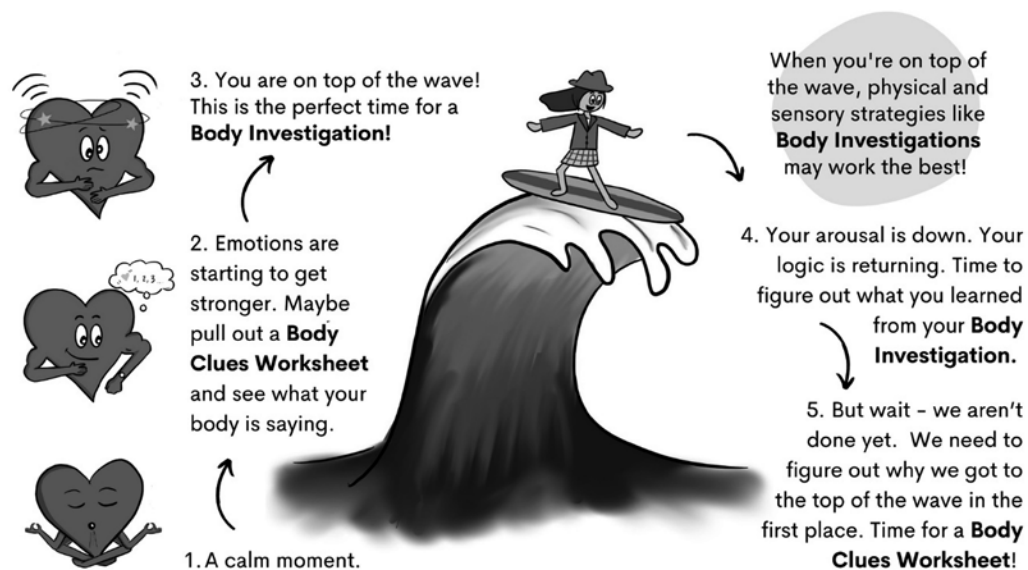 3. You are on top of the wave!
This is the perfect time for a
Body Investigation!
When you're on top of
the wave, physical and
sensory strategies like
Body Investigations
may work the best!
1, 2, 3...
2. Emotions are
starting to get
stronger. Maybe
pull out a Body
Clues Worksheet
and see what your
body is saying.
1. A calm moment.
4. Your arousal is down. Your
logic is returning. Time to
figure out what you learned
from your Body
Investigation.
5. But wait - we aren’t
done yet. We need to
figure out why we got to
the top of the wave in the
first place. Time for a Body
Clues Worksheet!